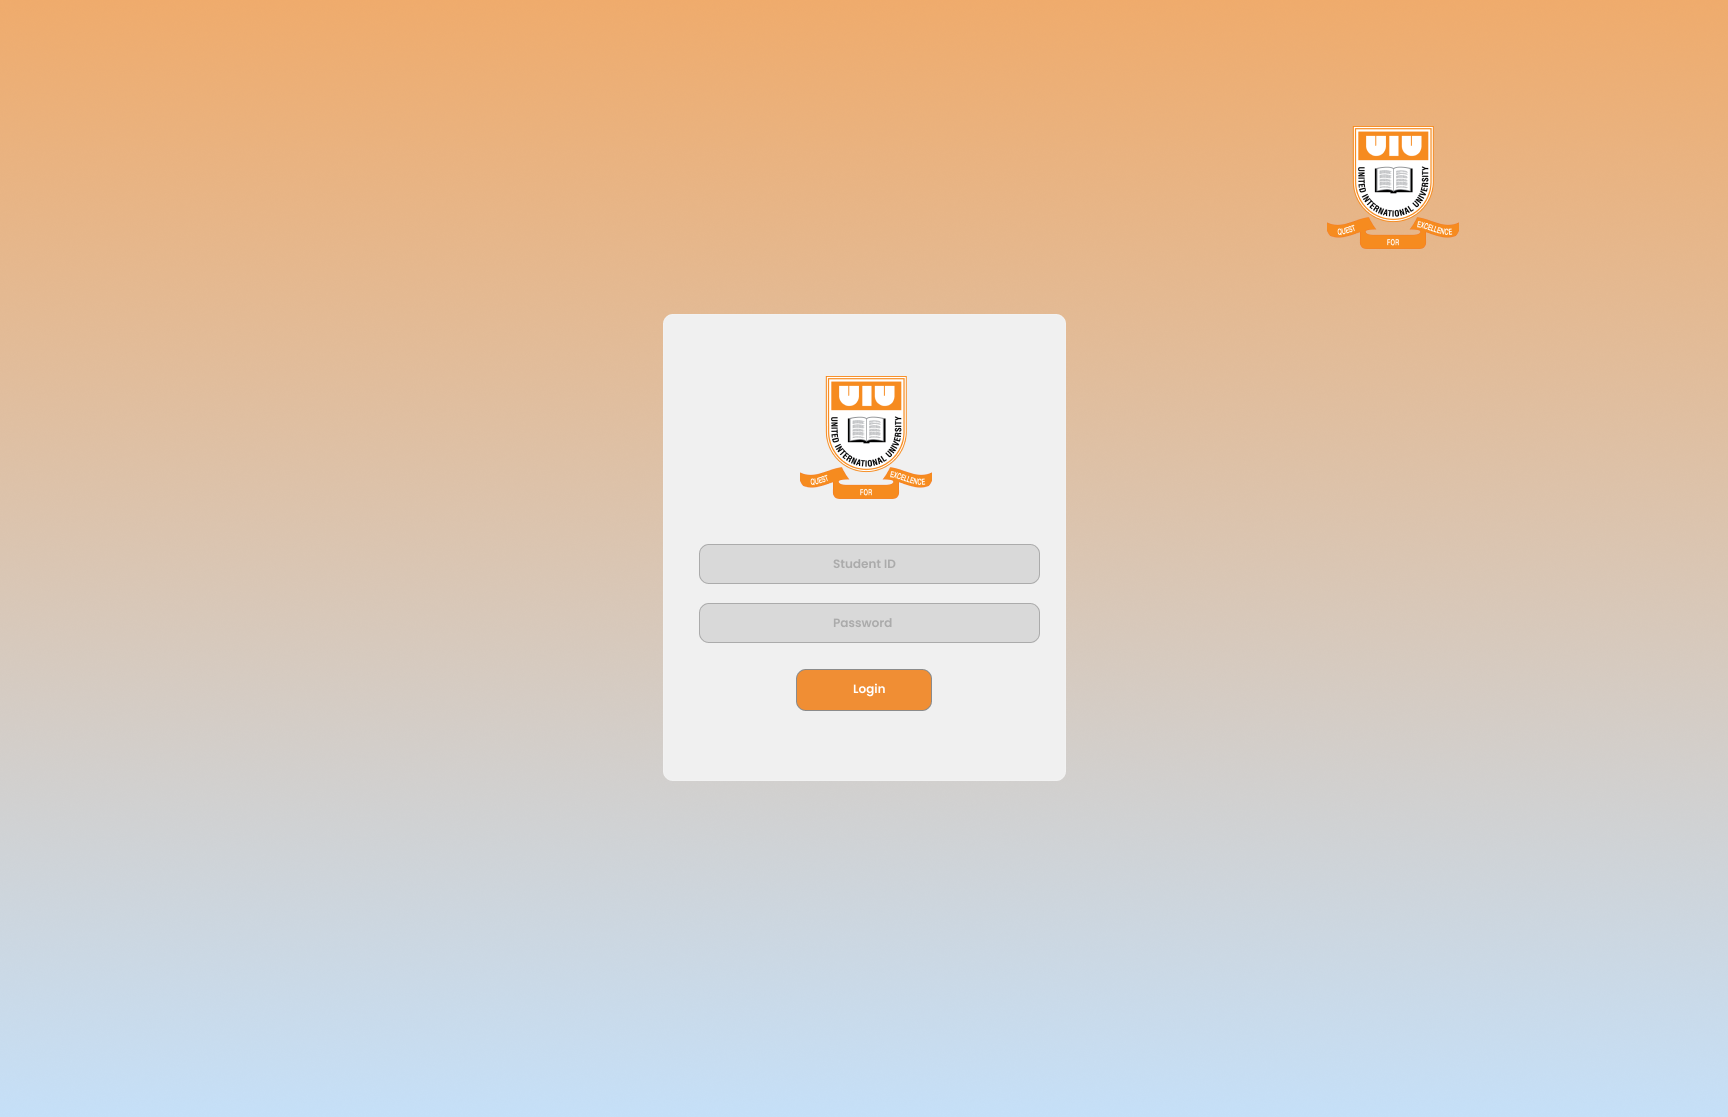 UIU
UNITED INTERNATIONAL UNIVERSITY
QUEST
FOR
EXCELLENCE
UIU
UNITED INTERNATIONAL UNIVERSITY
QUEST
FOR
EXCELLENCE
Student ID
Password
Login